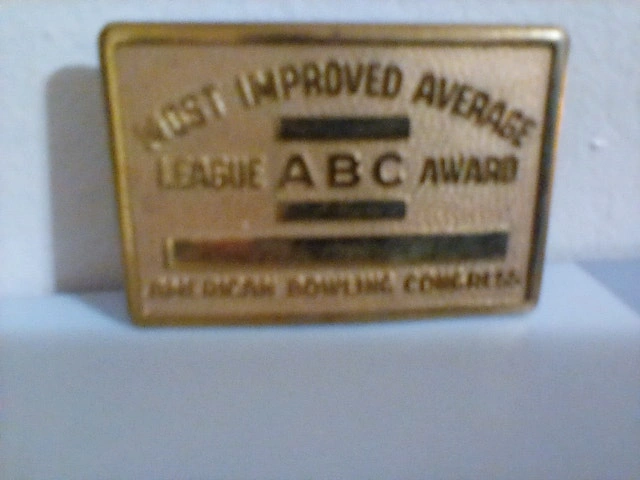 MOST IMPROVED AVERAGE
LEAGUE ABC AWARD
AMERICAN BOWLING CONGRESS